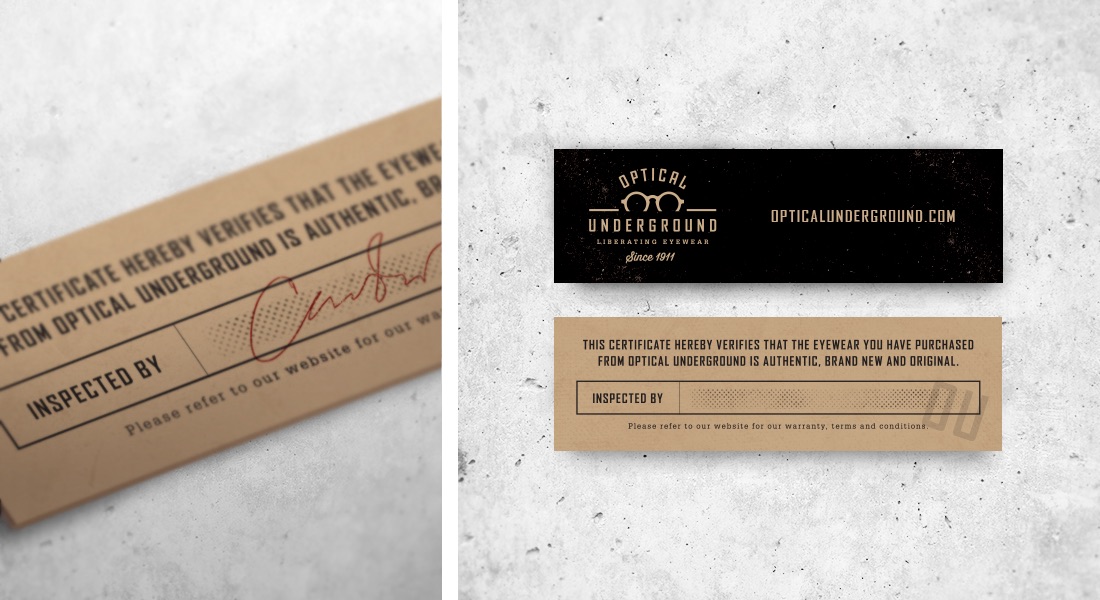 CERTIFICATE HEREBY VERIFIES THAT THE EYEWE
FROM OPTICAL UNDERGROUND IS AUTHENTIC, BR
INSPECTED BY
Please refer to our website for our wa
OPTICAL
UNDERGROUND
LIBERATING EYEWEAR
Since 1911
OPTICALUNDERGROUND.COM
THIS CERTIFICATE HEREBY VERIFIES THAT THE EYEWEAR YOU HAVE PURCHASED
FROM OPTICAL UNDERGROUND IS AUTHENTIC, BRAND NEW AND ORIGINAL.
INSPECTED BY
OU
Please refer to our website for our warranty, terms and conditions.